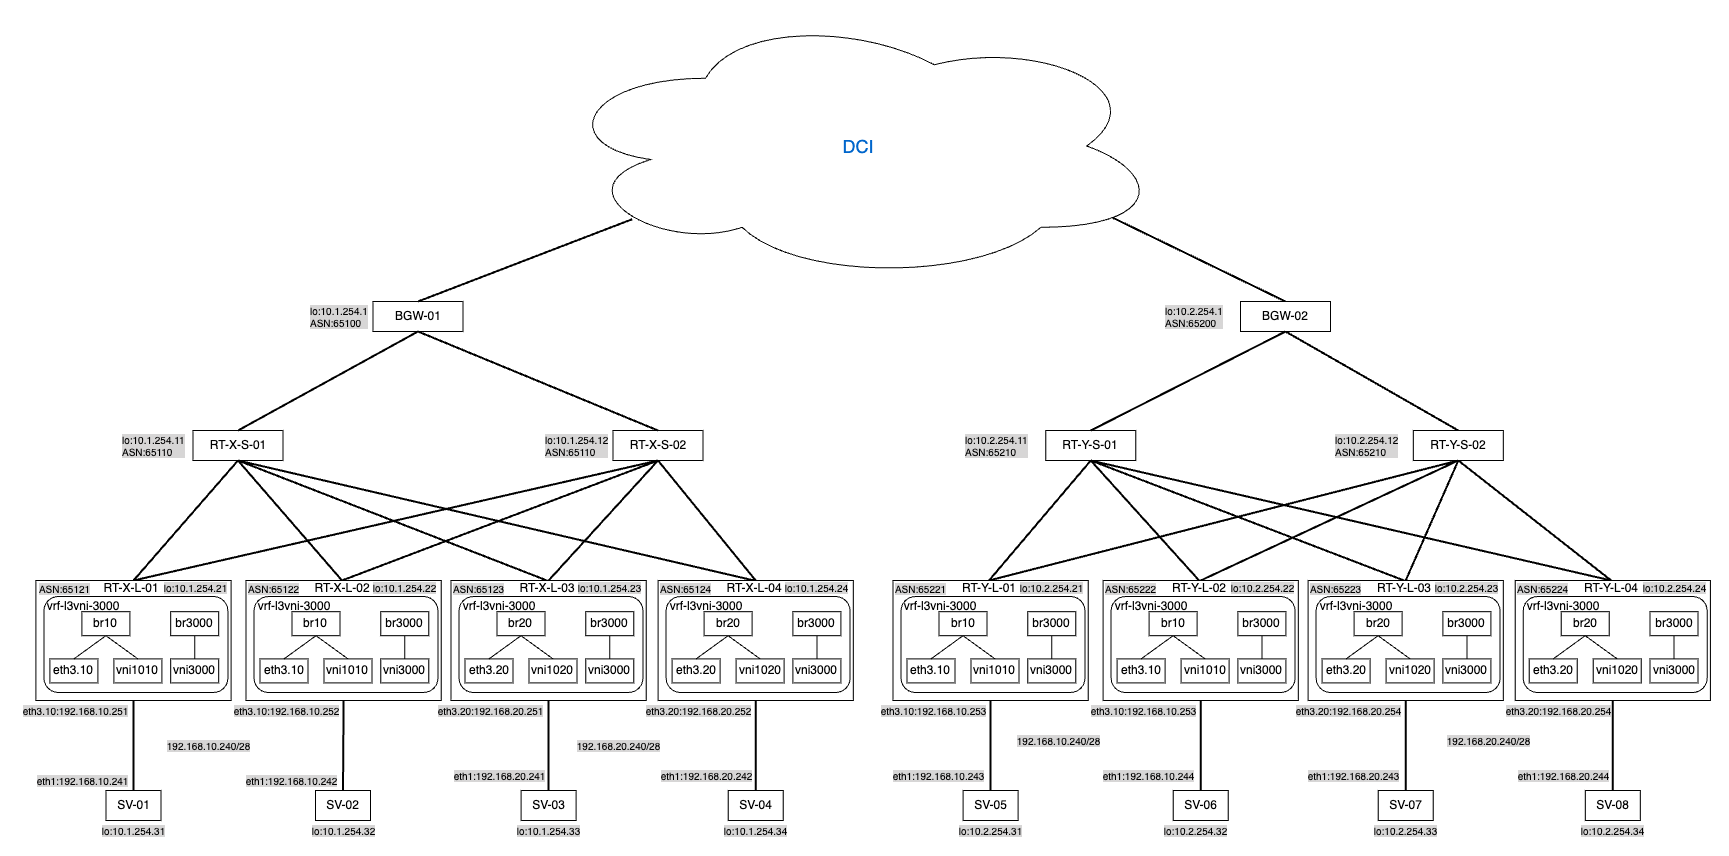 DCI
lo:10.1.254.1
ASN:65100
BGW-01
lo:10.2.254.1
ASN:65200
BGW-02
lo:10.1.254.11
ASN:65110
RT-X-S-01
lo:10.1.254.12
ASN:65110
RT-X-S-02
lo:10.2.254.11
ASN:65210
RT-Y-S-01
lo:10.2.254.12
ASN:65210
RT-Y-S-02
ASN:65121 RT-X-L-01 lo:10.1.254.21
vrf-l3vni-3000
br10 br3000
eth3.10 vni1010 vni3000
ASN:65122 RT-X-L-02 lo:10.1.254.22
vrf-l3vni-3000
br10 br3000
eth3.10 vni1010 vni3000
ASN:65123 RT-X-L-03 lo:10.1.254.23
vrf-l3vni-3000
br20 br3000
eth3.20 vni1020 vni3000
ASN:65124 RT-X-L-04 lo:10.1.254.24
vrf-l3vni-3000
br20 br3000
eth3.20 vni1020 vni3000
ASN:65221 RT-Y-L-01 lo:10.2.254.21
vrf-l3vni-3000
br10 br3000
eth3.10 vni1010 vni3000
ASN:65222 RT-Y-L-02 lo:10.2.254.22
vrf-l3vni-3000
br10 br3000
eth3.10 vni1010 vni3000
ASN:65223 RT-Y-L-03 lo:10.2.254.23
vrf-l3vni-3000
br20 br3000
eth3.20 vni1020 vni3000
ASN:65224 RT-Y-L-04 lo:10.2.254.24
vrf-l3vni-3000
br20 br3000
eth3.20 vni1020 vni3000
eth3.10:192.168.10.251
eth3.10:192.168.10.252
eth3.20:192.168.20.251
eth3.20:192.168.20.252
eth3.10:192.168.10.253
eth3.10:192.168.10.253
eth3.20:192.168.20.254
eth3.20:192.168.20.254
192.168.10.240/28
192.168.20.240/28
192.168.10.240/28
192.168.20.240/28
eth1:192.168.10.241
eth1:192.168.10.242
eth1:192.168.20.241
eth1:192.168.20.242
eth1:192.168.10.243
eth1:192.168.10.244
eth1:192.168.20.243
eth1:192.168.20.244
SV-01
SV-02
SV-03
SV-04
SV-05
SV-06
SV-07
SV-08
lo:10.1.254.31
lo:10.1.254.32
lo:10.1.254.33
lo:10.1.254.34
lo:10.2.254.31
lo:10.2.254.32
lo:10.2.254.33
lo:10.2.254.34